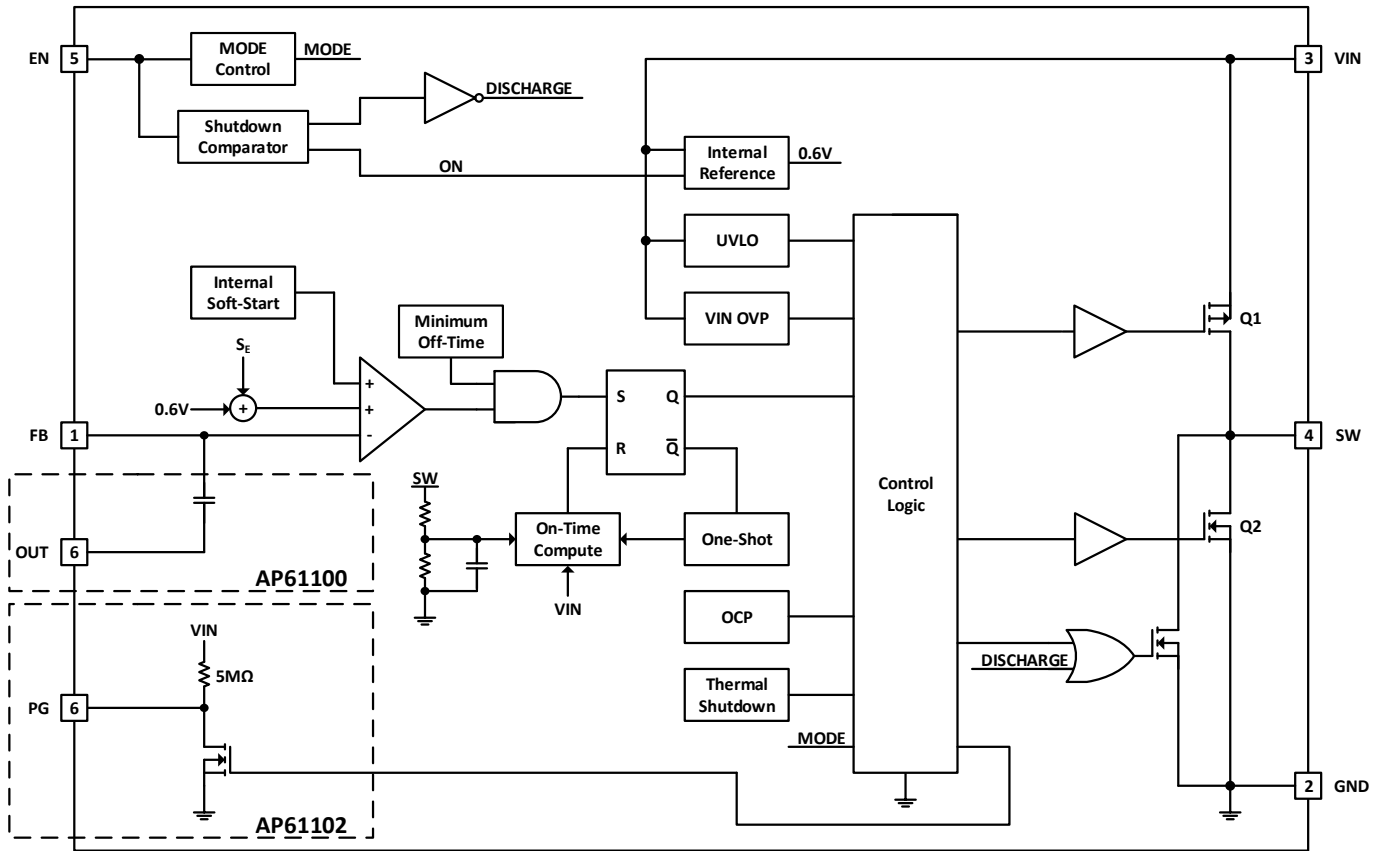 EN
5
MODE
Control
MODE
3
VIN
DISCHARGE
Shutdown
Comparator
ON
Internal
Reference
0.6V
UVLO
Internal
Soft-Start
VIN OVP
Minimum
Off-Time
Q1
SE
+
0.6V
+
+
-
S
Q
FB
1
R
Q̅
4
SW
SW
Control
Logic
On-Time
Compute
One-Shot
Q2
OUT
6
AP61100
VIN
OCP
VIN
5MΩ
DISCHARGE
PG
6
Thermal
Shutdown
MODE
2
GND
AP61102